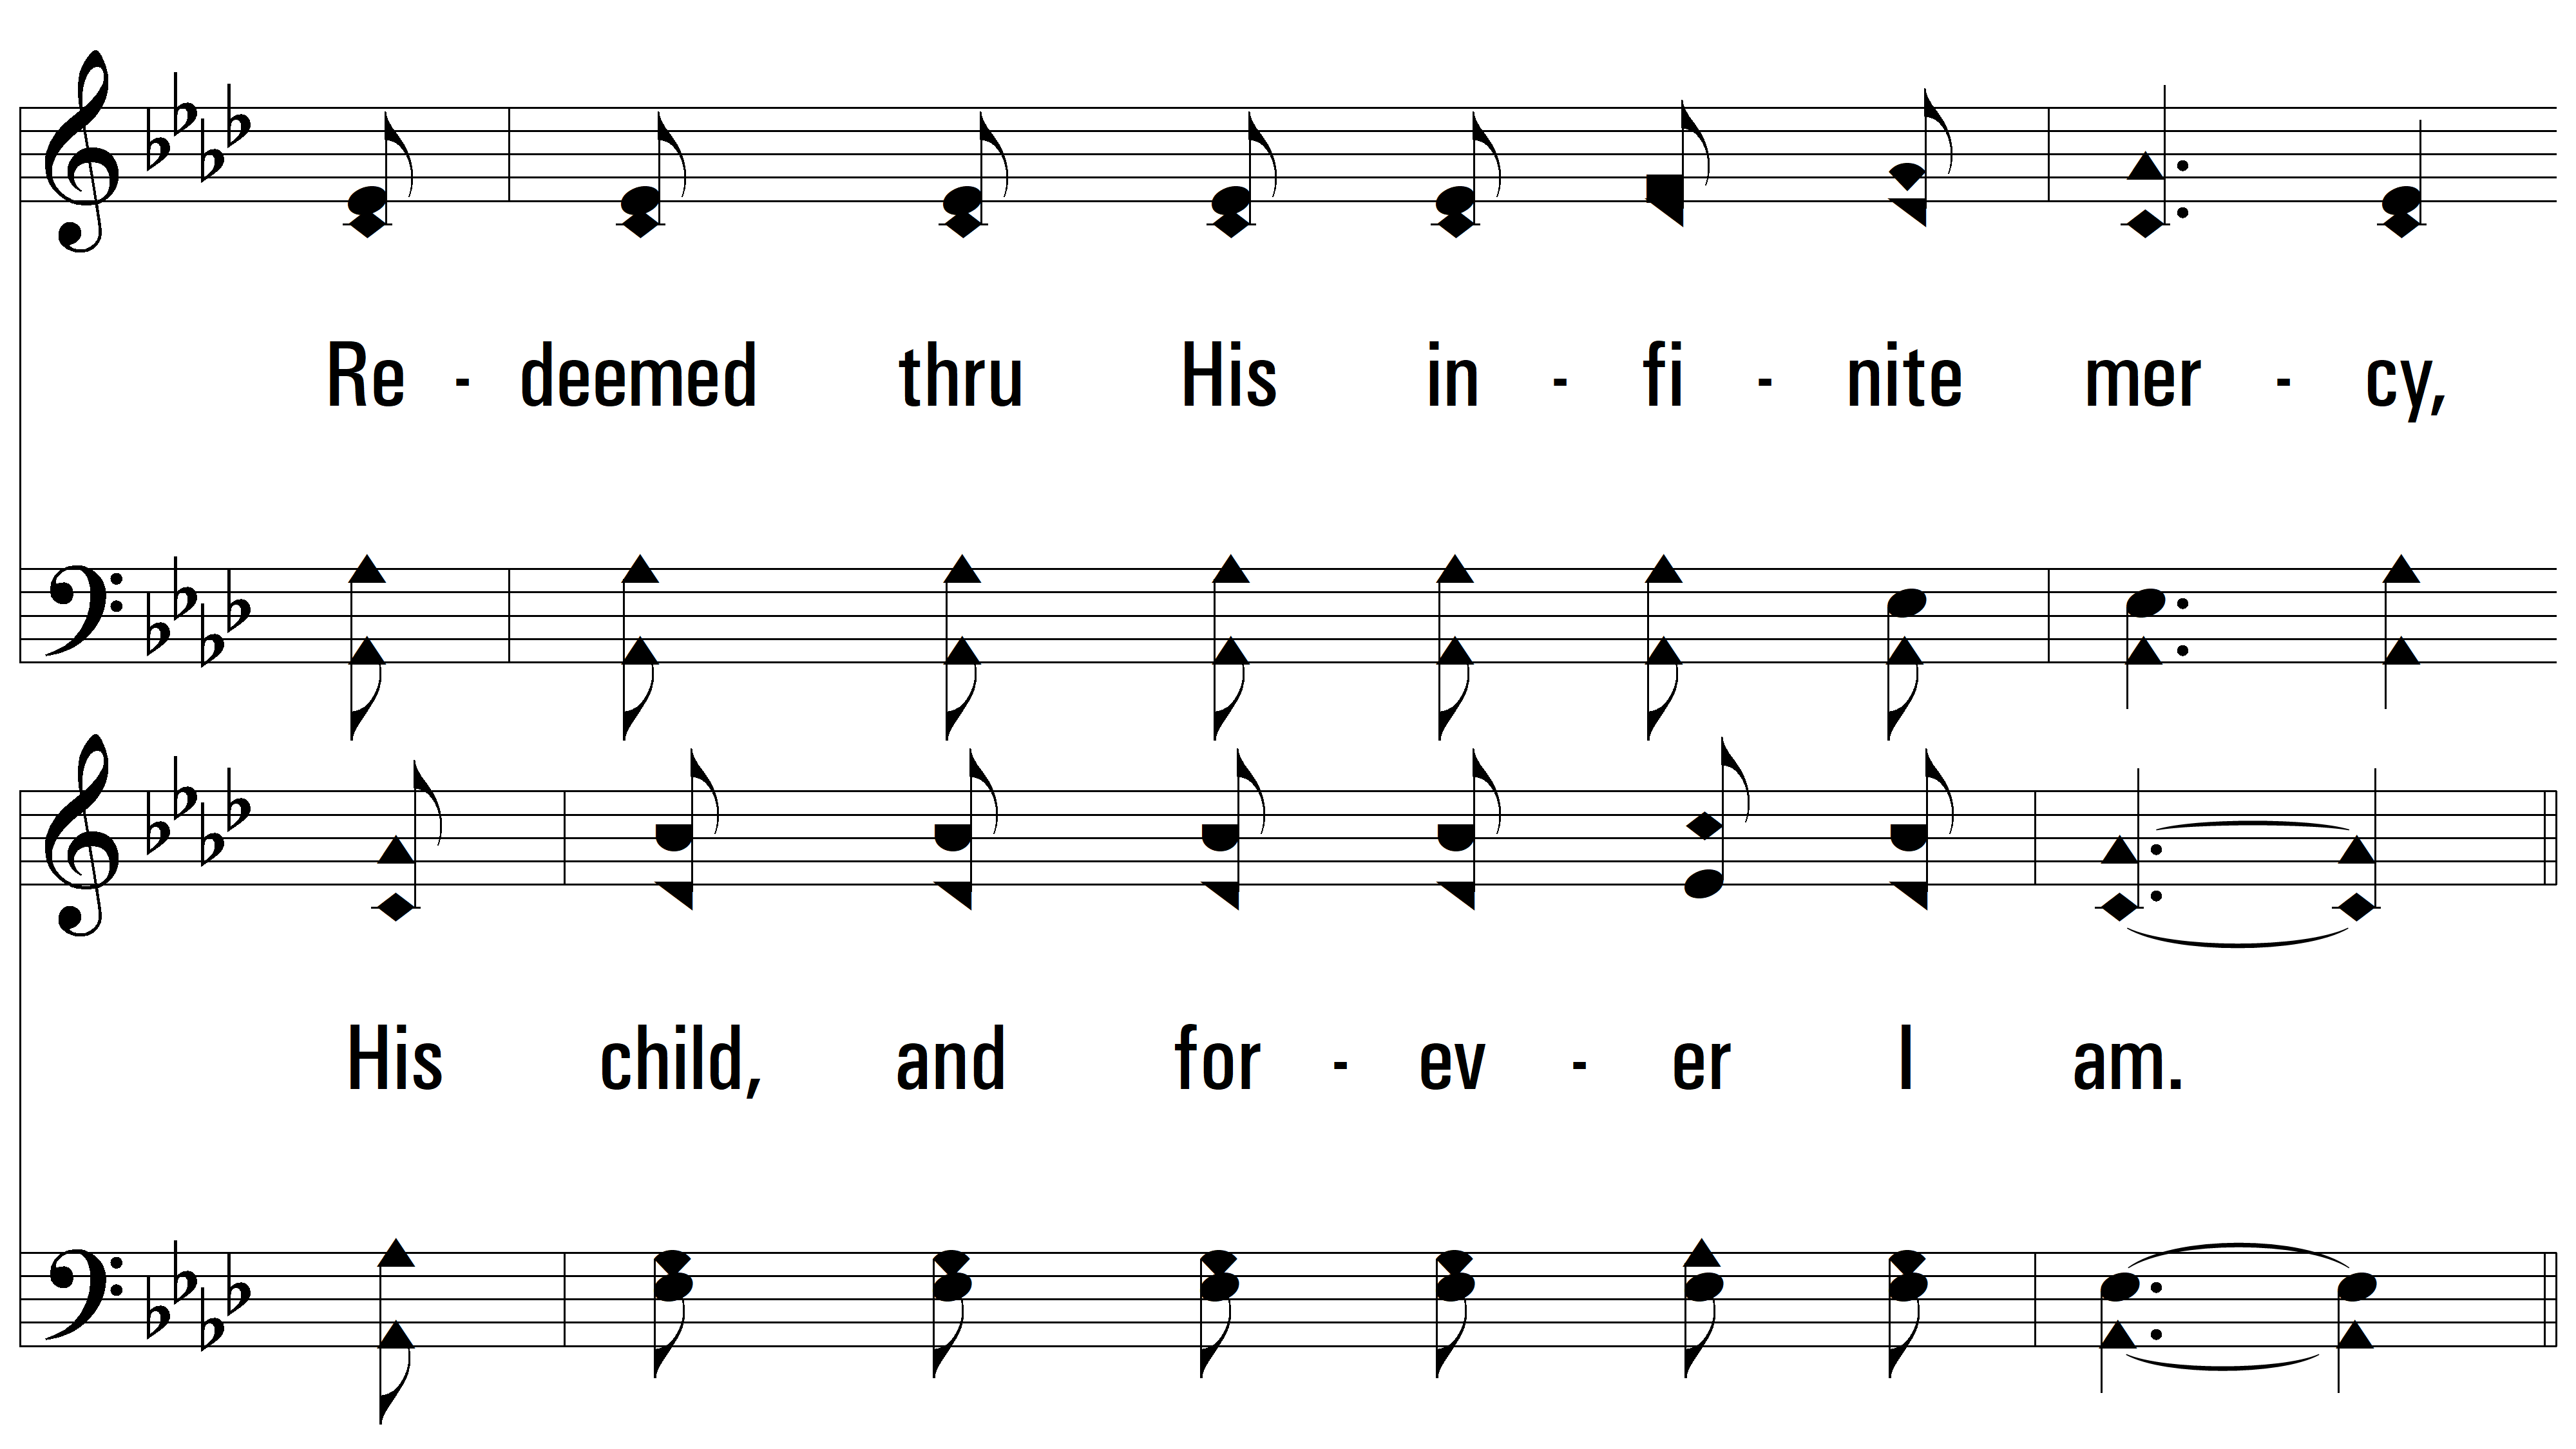 Re - deemed thru His in - fi - nite mer - cy,
His child, and for - ev - er I am.